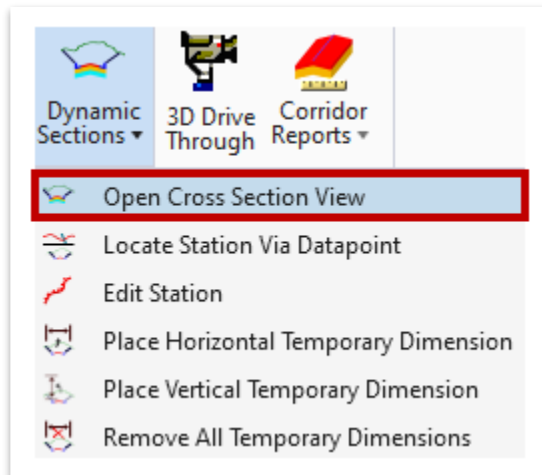 Dynamic
Sections
3D Drive
Through
Corridor
Reports
Open Cross Section View
Locate Station Via Datapoint
Edit Station
Place Horizontal Temporary Dimension
Place Vertical Temporary Dimension
Remove All Temporary Dimensions